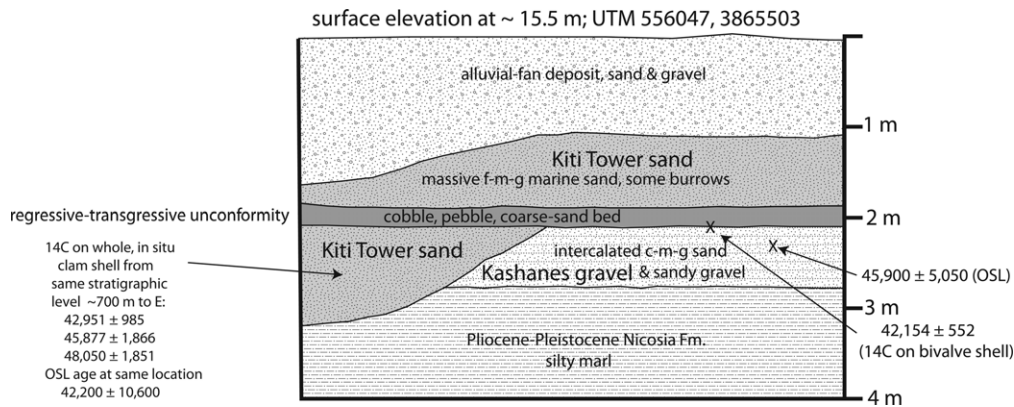 surface elevation at ~ 15.5 m; UTM 556047, 3865503
alluvial-fan deposit, sand & gravel
1 m
Kiti Tower sand
massive f-m-g marine sand, some burrows
regressive-transgressive unconformity
cobble, pebble, coarse-sand bed
2 m
14C on whole, in situ
clam shell from
same stratigraphic
level ~700 m to E:
42,951 ± 985
45,877 ± 1,866
48,050 ± 1,851
OSL age at same location
42,200 ± 10,600
Kiti Tower sand
X
X
intercalated c-m-g sand
Kashanes gravel & sandy gravel
45,900 ± 5,050 (OSL)
3 m
42,154 ± 552
(14C on bivalve shell)
Pliocene-Pleistocene Nicosia Fm.
silty marl
4 m